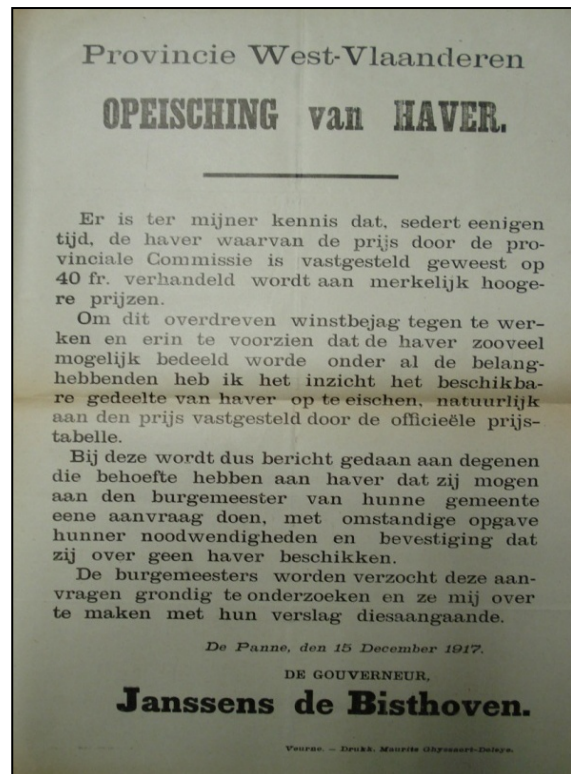 Provincie West-Vlaanderen
OPEISCHING van HAVER.
Er is ter mijner kennis dat, sedert eenigen
tijd, de haver waarvan de prijs door de pro-
vinciale Commissie is vastgesteld geweest op
40 fr. verhandeld wordt aan merkelijk hooge-
re prijzen.
Om dit overdreven winstbejag tegen te wer-
ken en erin te voorzien dat de haver zooveel
mogelijk bedeeld worde onder al de belang-
hebbenden heb ik het inzicht het beschikba-
re gedeelte van haver op te eischen, natuurlijk
aan den prijs vastgesteld door de officieële prijs-
tabelle.
Bij deze wordt dus bericht gedaan aan degenen
die behoefte hebben aan haver dat zij mogen
aan den burgemeester van hunne gemeente
eene aanvraag doen, met omstandige opgave
hunner noodwendigheden en bevestiging dat
zij over geen haver beschikken.
De burgemeesters worden verzocht deze aan-
vragen grondig te onderzoeken en ze mij over
te maken met hun verslag diesaangaande.
De Panne, den 15 December 1917.
DE GOUVERNEUR,
Janssens de Bisthoven.
Veurne. — Drukk. Maurits Ghyssaert-Deleye.